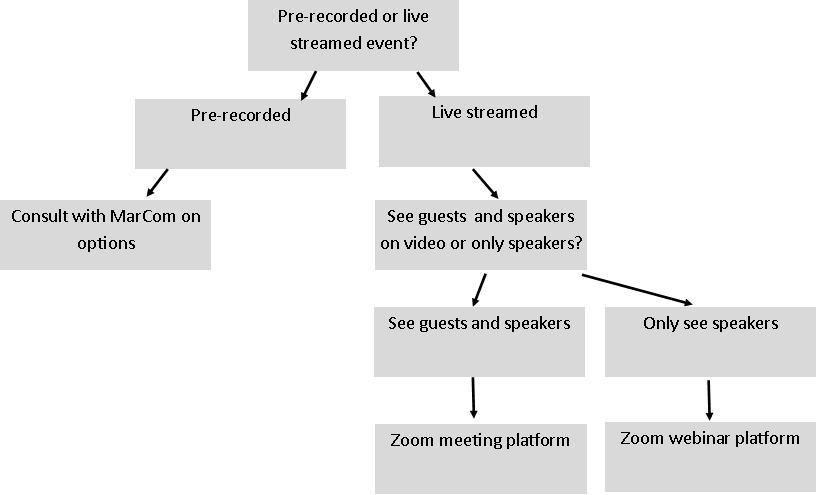 Pre-recorded or live
streamed event?
Pre-recorded
Live streamed
Consult with MarCom on
options
See guests and speakers
on video or only speakers?
See guests and speakers
Only see speakers
Zoom meeting platform
Zoom webinar platform